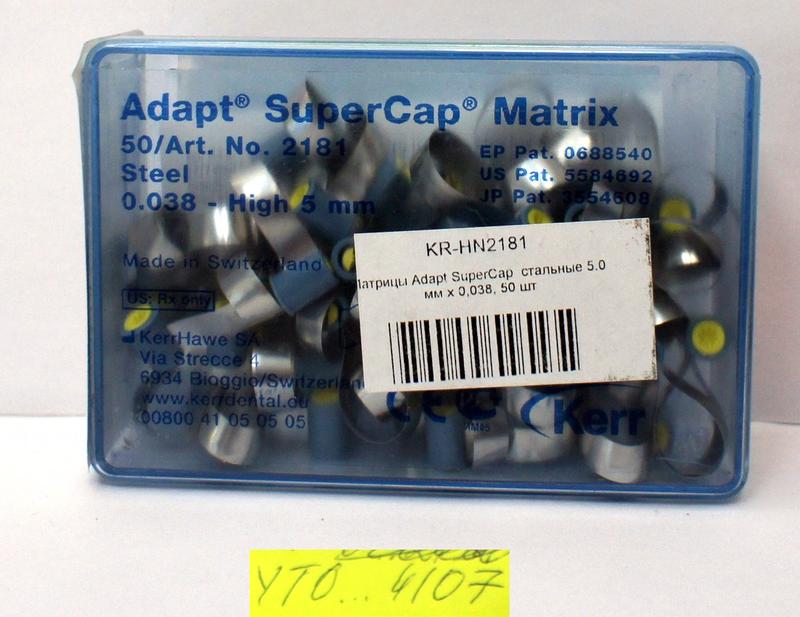 Adapt® SuperCap® Matrix
50/Art. No. 2181
Steel
0.038 - High 5 mm
EP Pat. 0688540
US Pat. 5584692
JP Pat. 3554608
Made in Switzerland
US: Rx only
KerrHawe SA
Via Strecce 4
6934 Bioggio/Switzerland
www.kerrdental.eu
00800 41 05 05 05
KR-HN2181
Матрицы Adapt SuperCap стальные 5.0
мм х 0,038, 50 шт
CE
Kerr
УТО... 4107